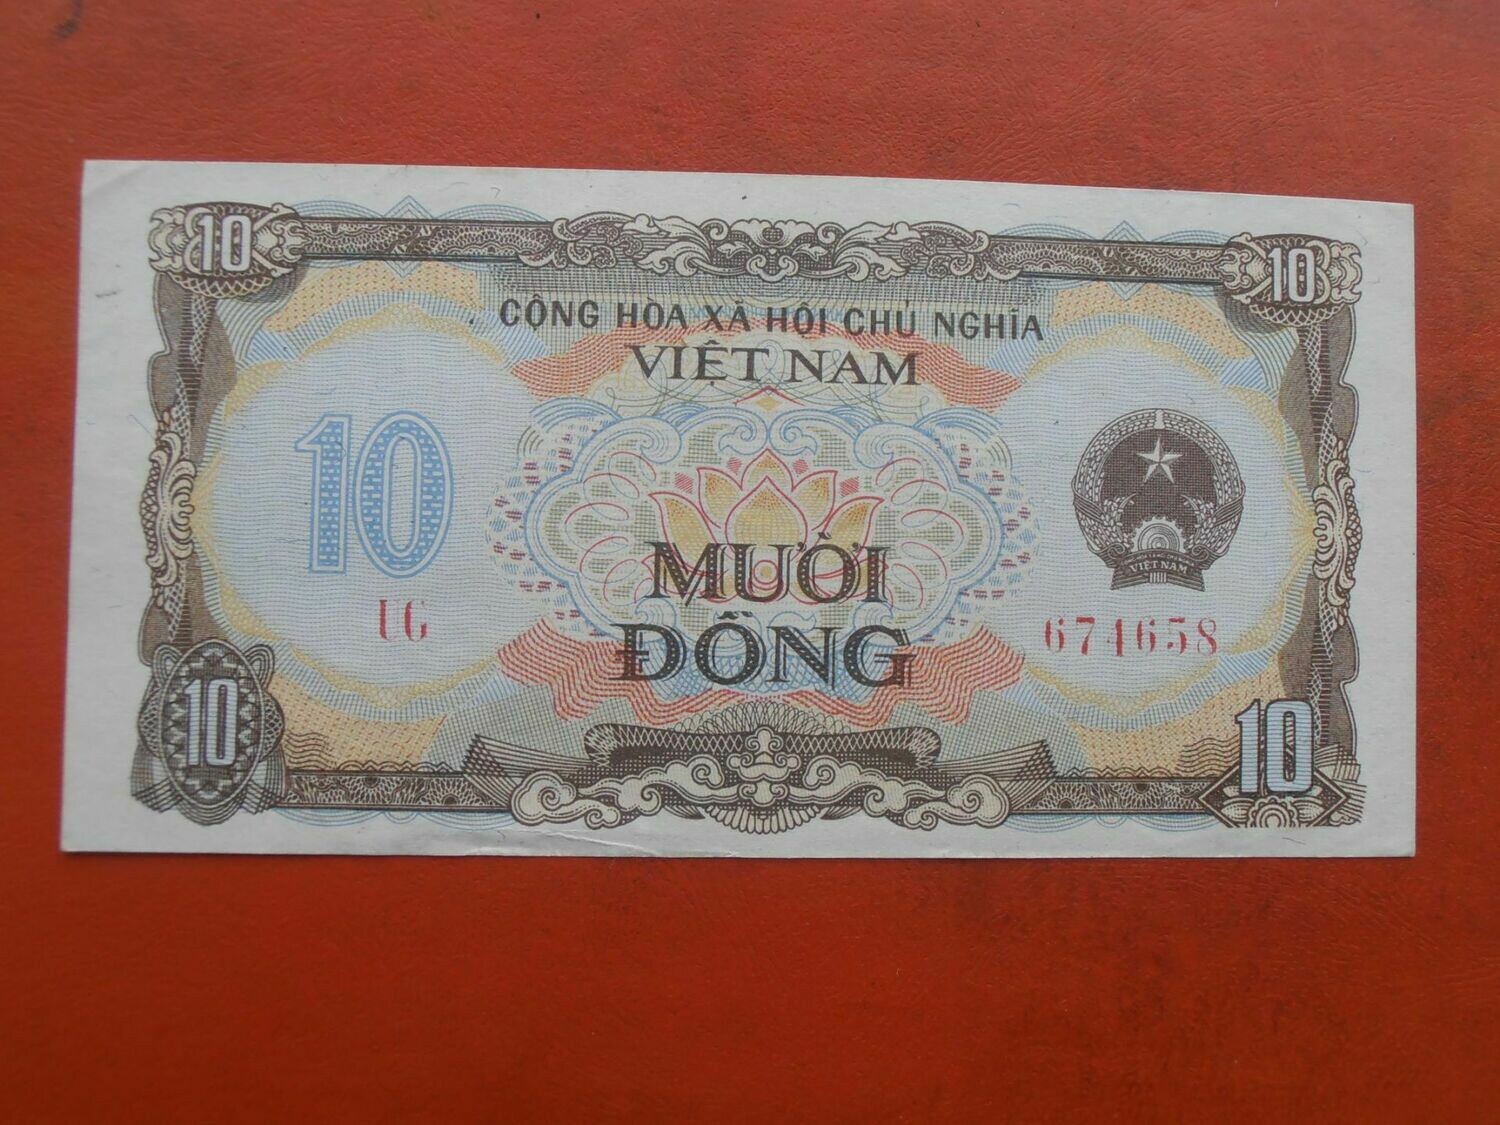 10
10
CỘNG HÒA XÃ HỘI CHỦ NGHĨA
VIỆT NAM
10
VIỆT NAM
MƯỜI
ĐỒNG
UG
674658
10
10